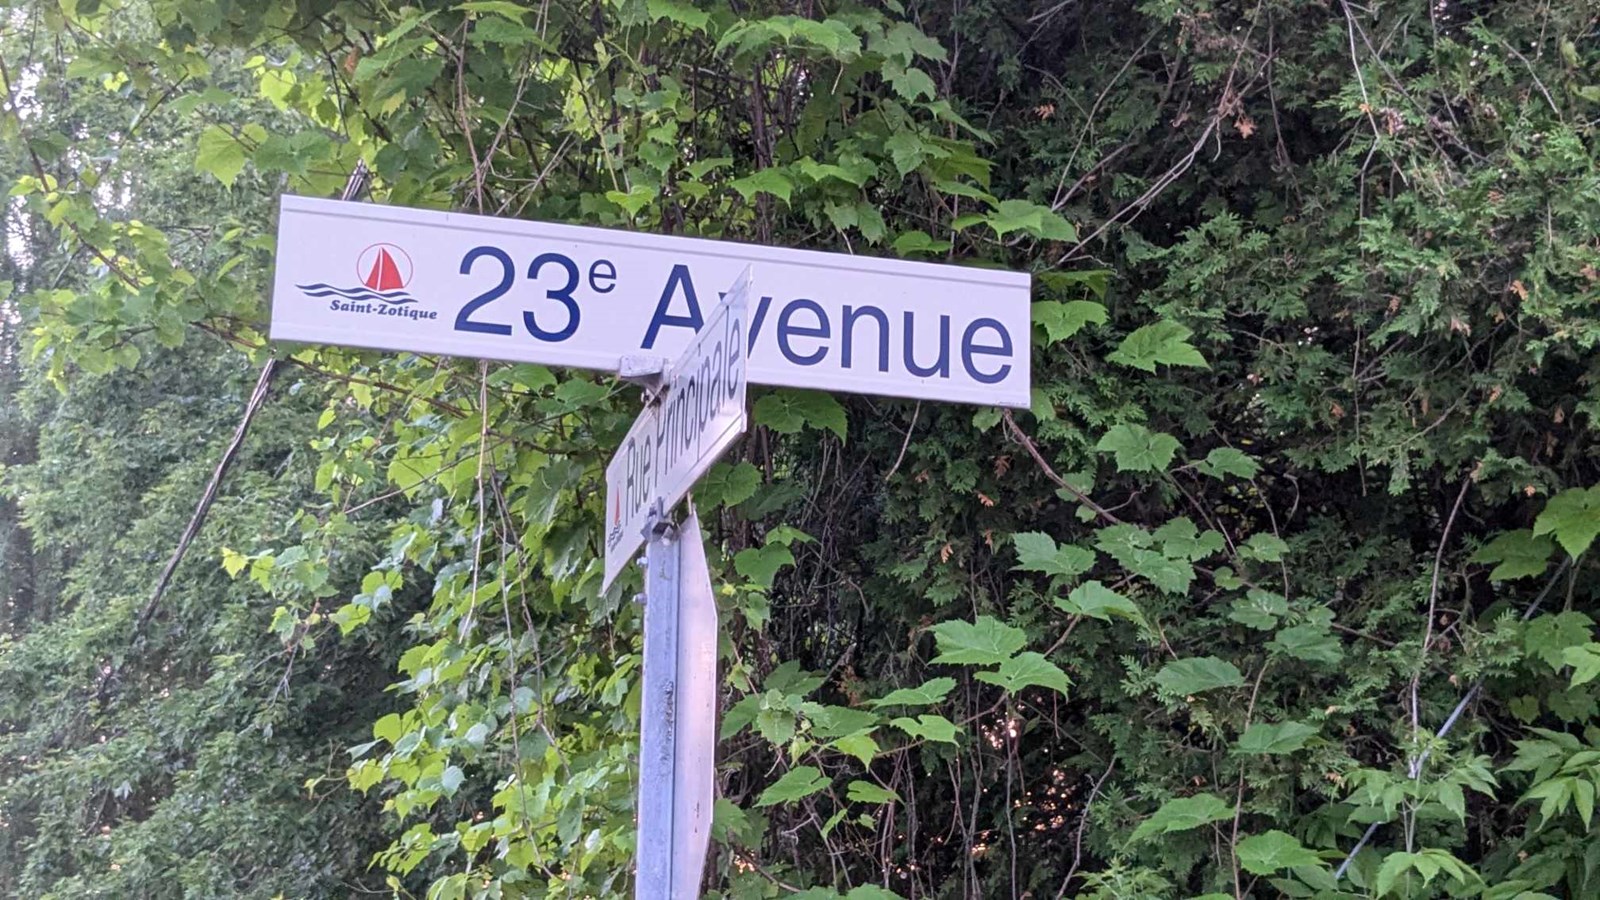 Saint-Zotique
23e Avenue
Rue Principale